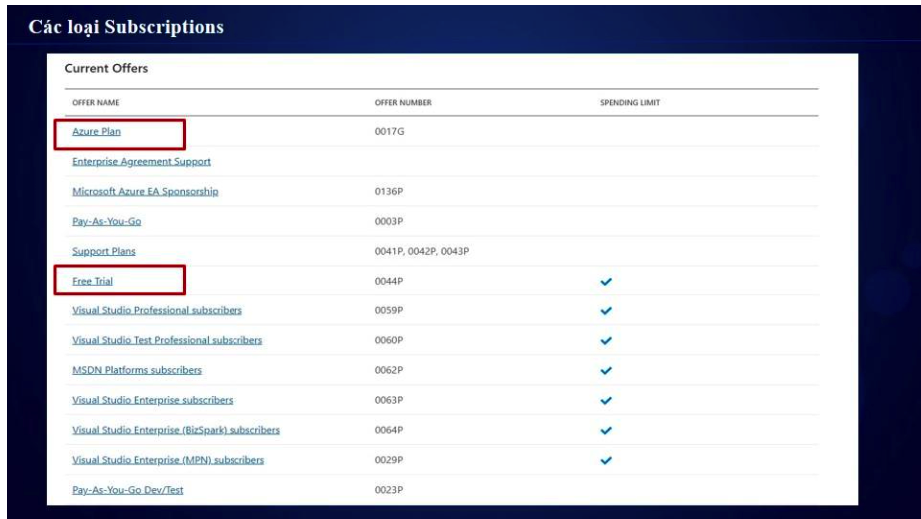 Các loại Subscriptions
Current Offers
OFFER NAME OFFER NUMBER SPENDING LIMIT
Azure Plan 0017G
Enterprise Agreement Support
Microsoft Azure EA Sponsorship 0136P
Pay-As-You-Go 0003P
Support Plans 0041P, 0042P, 0043P
Free Trial 0044P ✓
Visual Studio Professional subscribers 0059P ✓
Visual Studio Test Professional subscribers 0060P ✓
MSDN Platforms subscribers 0062P ✓
Visual Studio Enterprise subscribers 0063P ✓
Visual Studio Enterprise (BizSpark) subscribers 0064P ✓
Visual Studio Enterprise (MPN) subscribers 0029P ✓
Pay-As-You-Go Dev/Test 0023P